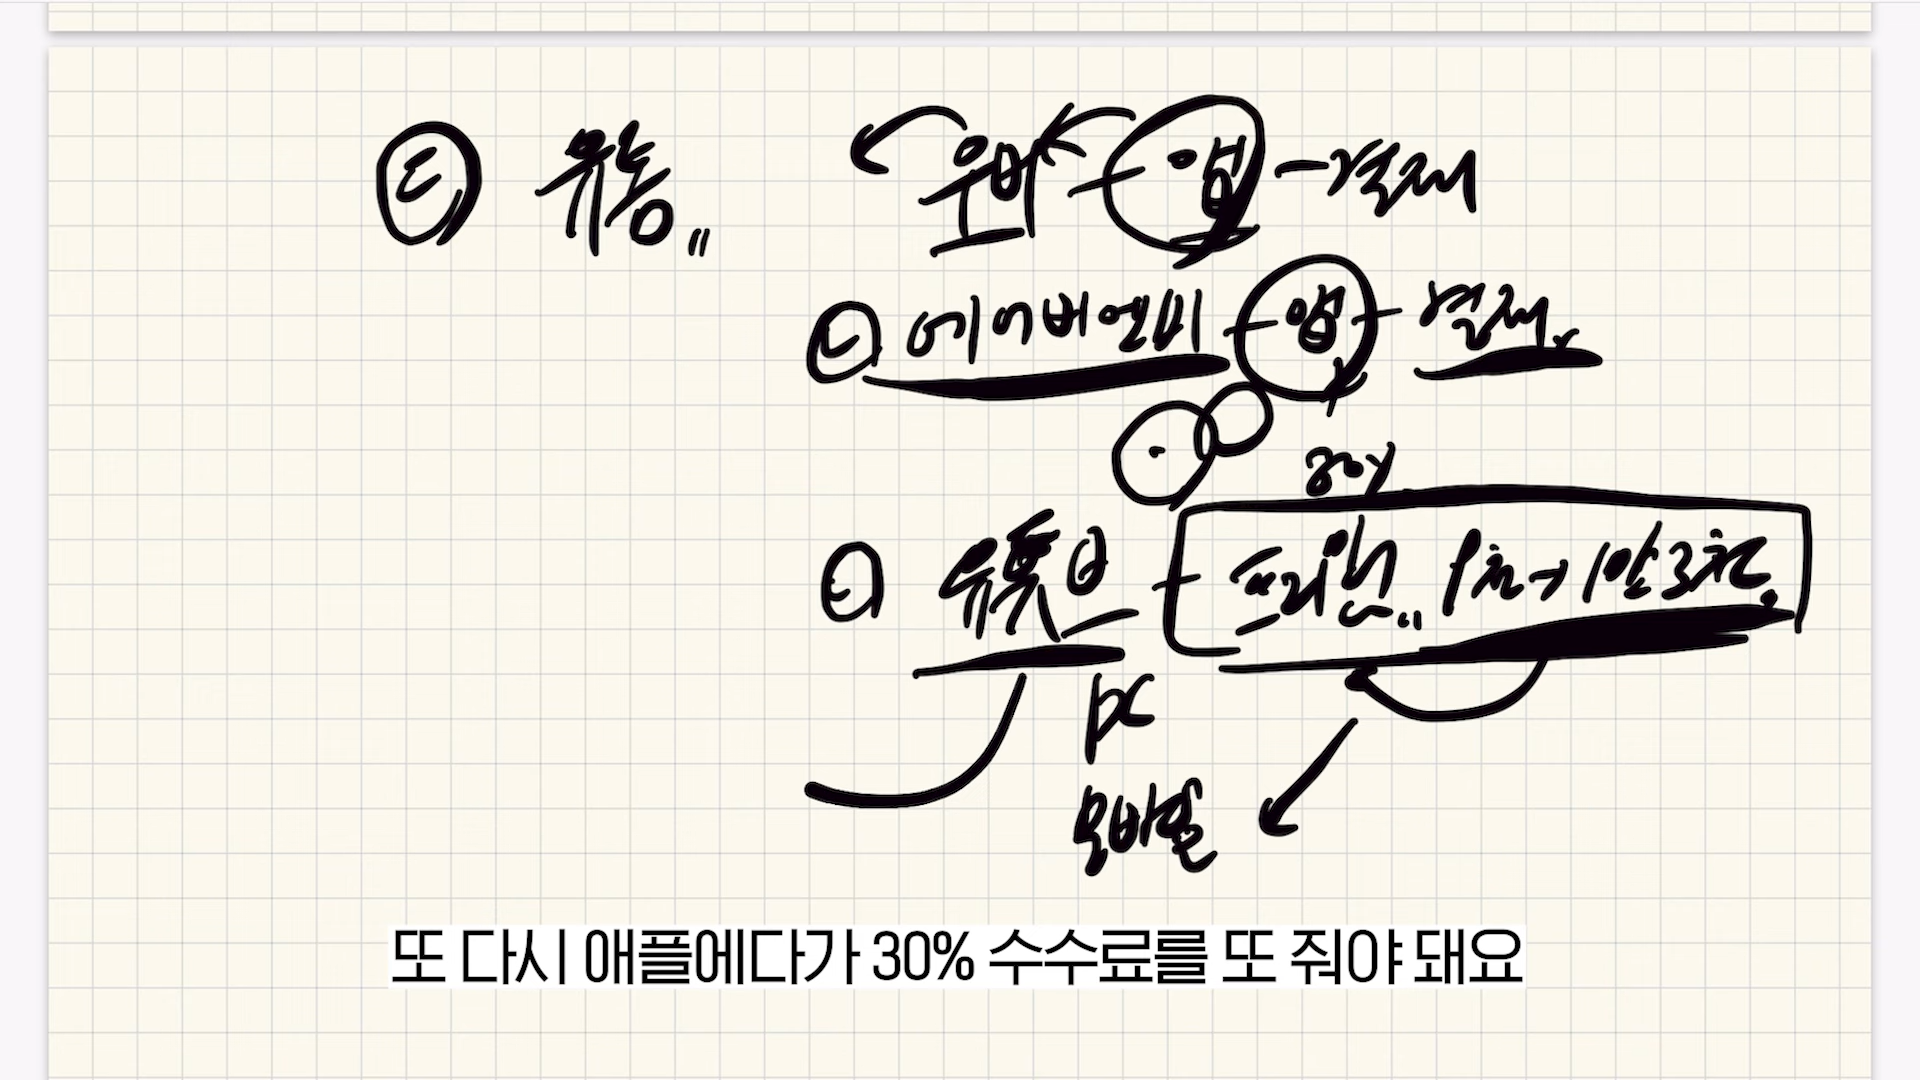 ㉢ 유동
우버 - 앱 - 결제
에어비엔비 - 앱 - 결제
30%
유튜브 - 프리미엄 1천 → 1만3천
PC
모바일
또 다시 애플에다가 30% 수수료를 또 줘야 돼요